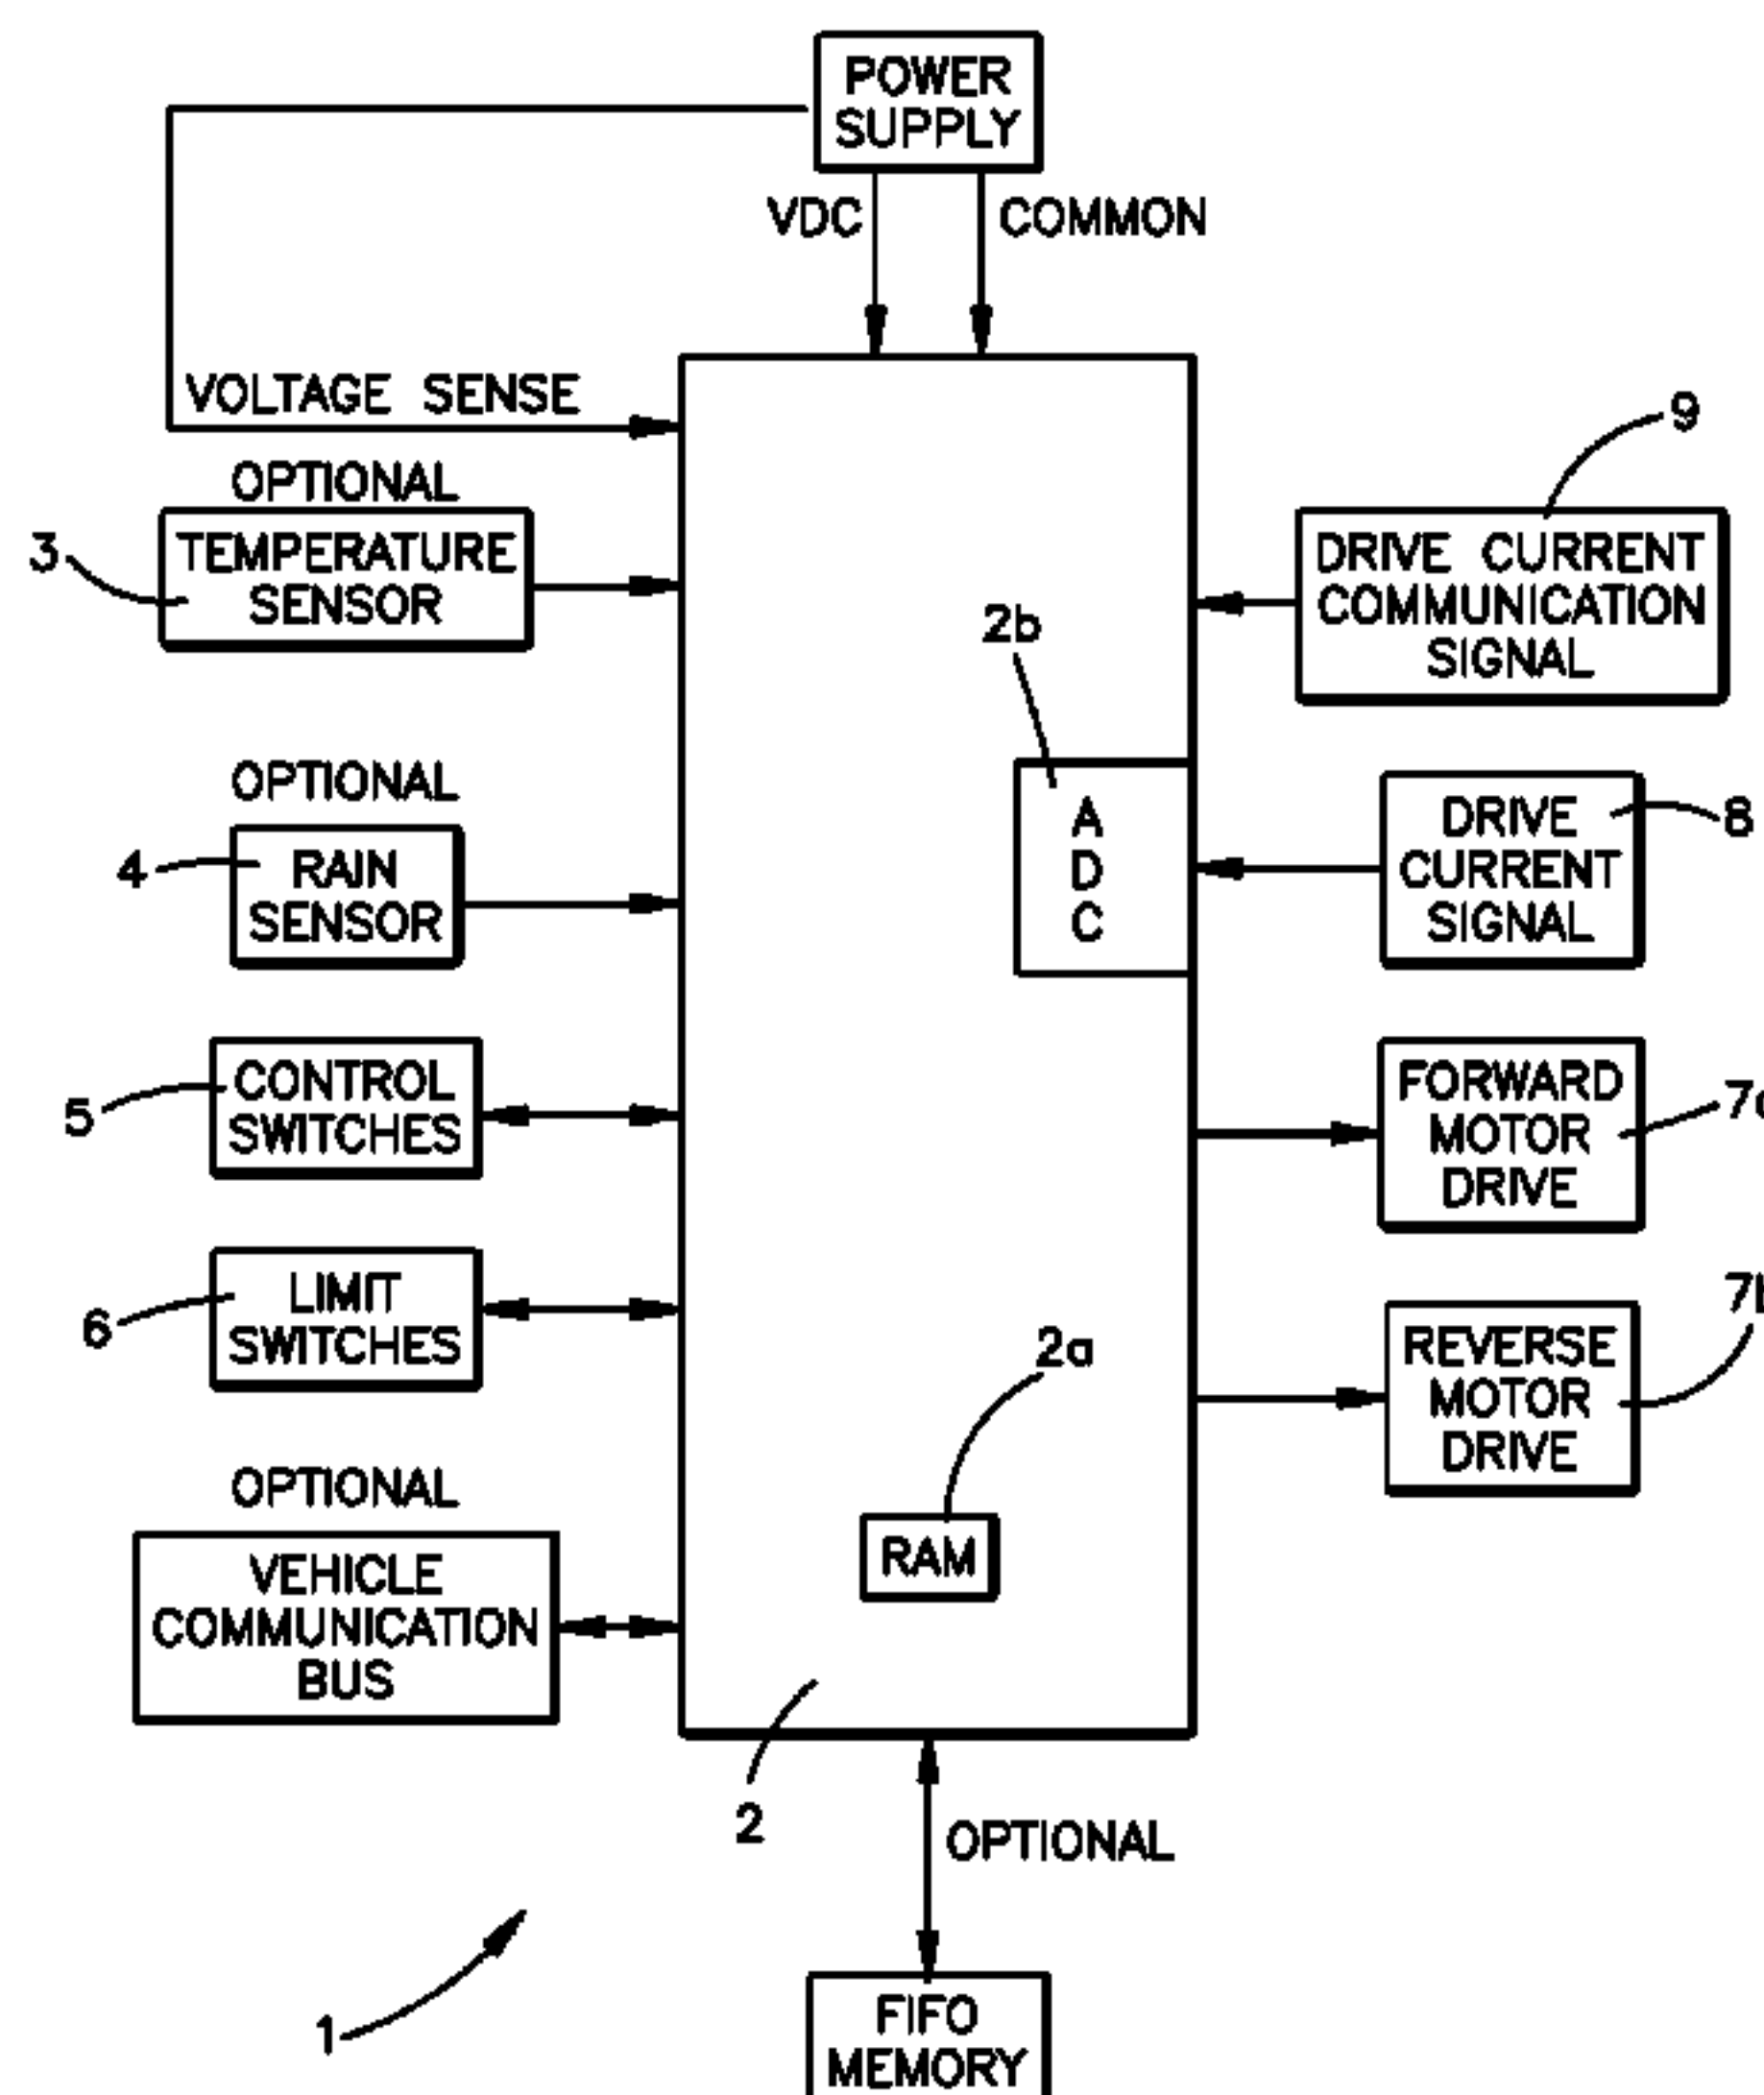 POWER
SUPPLY
VDC
COMMON
VOLTAGE SENSE
OPTIONAL
3
TEMPERATURE
SENSOR
9
DRIVE CURRENT
COMMUNICATION
SIGNAL
2b
OPTIONAL
4
RAIN
SENSOR
A
D
C
DRIVE
CURRENT
SIGNAL
8
5
CONTROL
SWITCHES
FORWARD
MOTOR
DRIVE
6
LIMIT
SWITCHES
REVERSE
MOTOR
DRIVE
7b
2a
OPTIONAL
VEHICLE
COMMUNICATION
BUS
RAM
2
OPTIONAL
1
FIFO
MEMORY